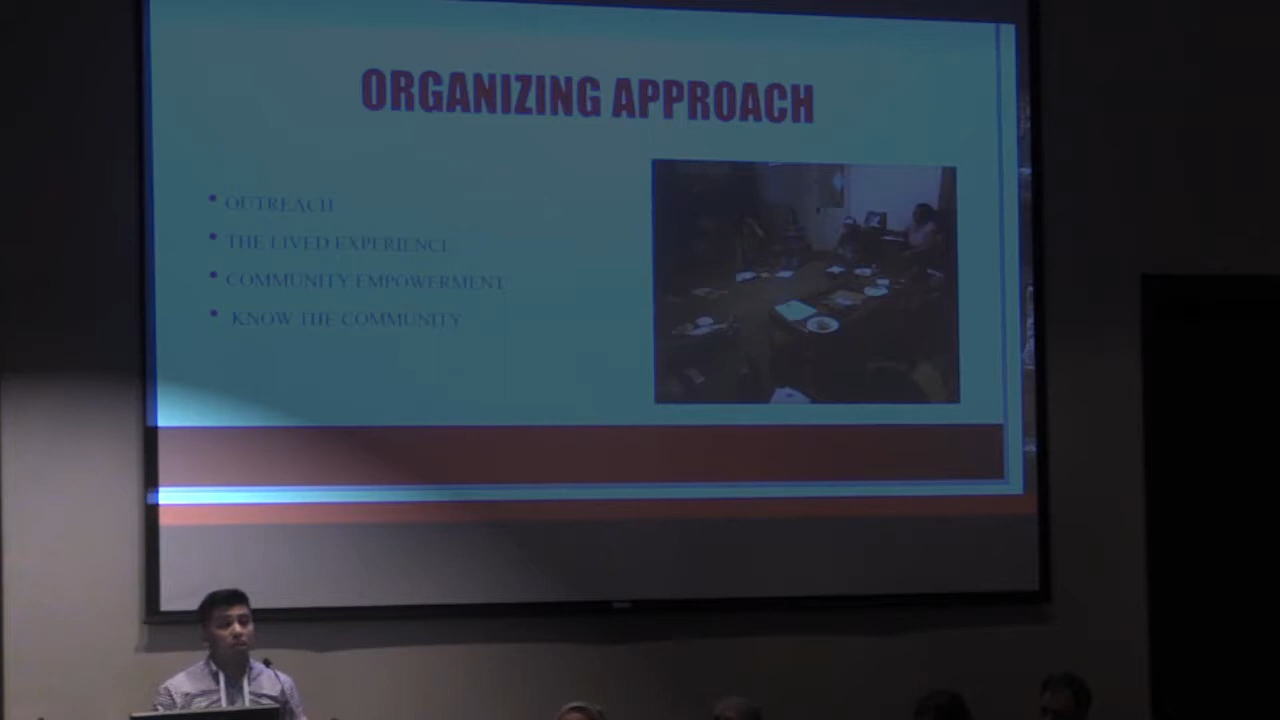 ORGANIZING APPROACH
• OUTREACH
• THE LIVED EXPERIENCE
• COMMUNITY EMPOWERMENT
• KNOW THE COMMUNITY